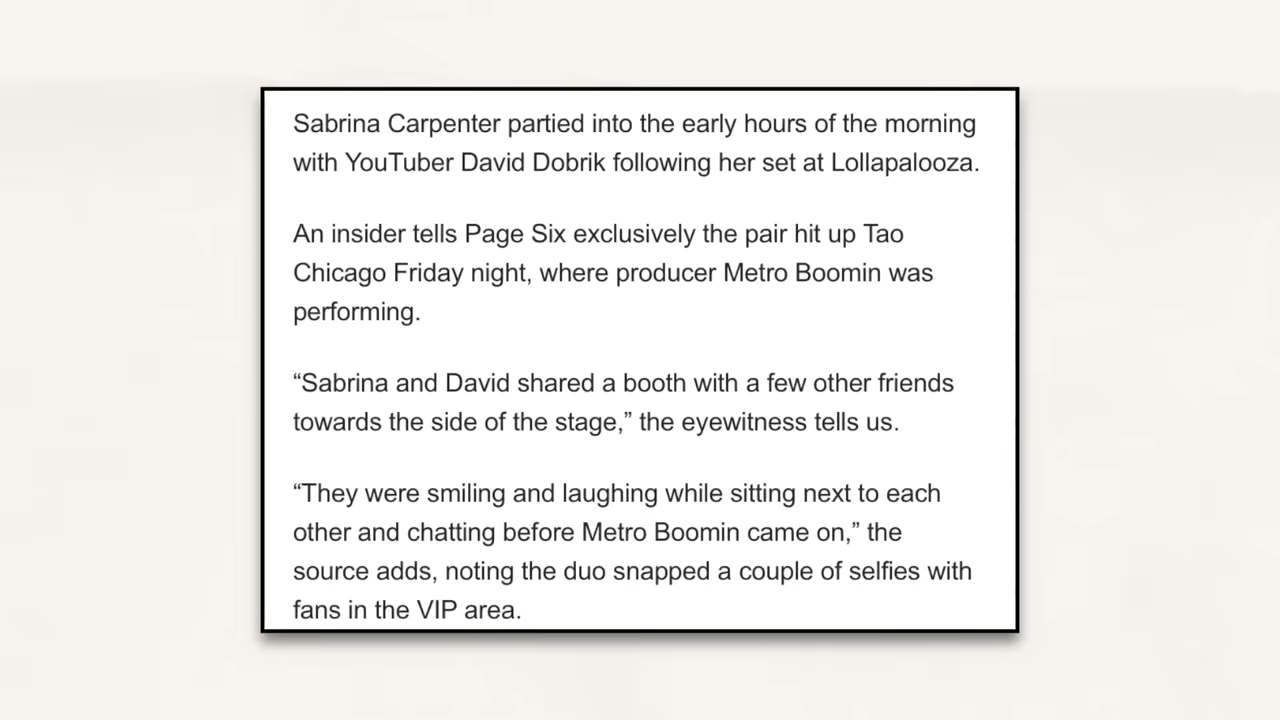 Sabrina Carpenter partied into the early hours of the morning
with YouTuber David Dobrik following her set at Lollapalooza.
An insider tells Page Six exclusively the pair hit up Tao
Chicago Friday night, where producer Metro Boomin was
performing.
“Sabrina and David shared a booth with a few other friends
towards the side of the stage,” the eyewitness tells us.
“They were smiling and laughing while sitting next to each
other and chatting before Metro Boomin came on,” the
source adds, noting the duo snapped a couple of selfies with
fans in the VIP area.